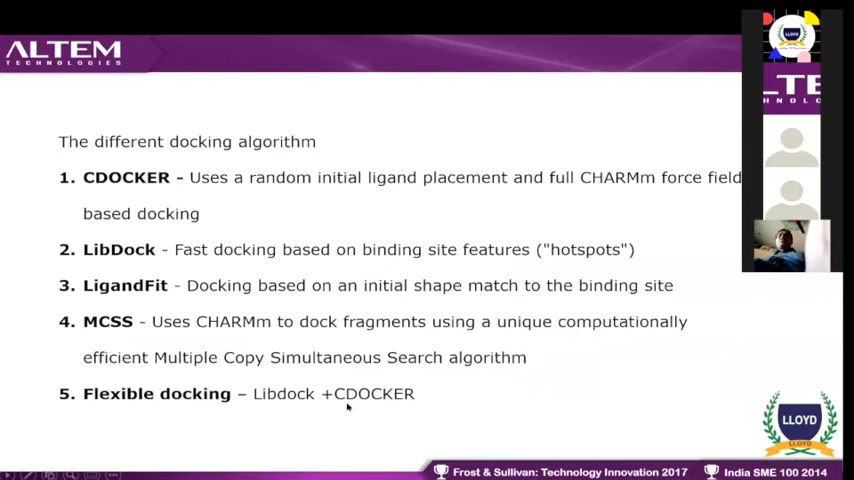 ALTEM
TECHNOLOGIES
LLOYD
LTE
HNOLO
The different docking algorithm
1. CDOCKER – Uses a random initial ligand placement and full CHARMm force field
based docking
2. LibDock - Fast docking based on binding site features ("hotspots")
3. LigandFit - Docking based on an initial shape match to the binding site
4. MCSS - Uses CHARMm to dock fragments using a unique computationally
efficient Multiple Copy Simultaneous Search algorithm
5. Flexible docking – Libdock +CDOCKER
LLOYD
Frost & Sullivan: Technology Innovation 2017
India SME 100 2014